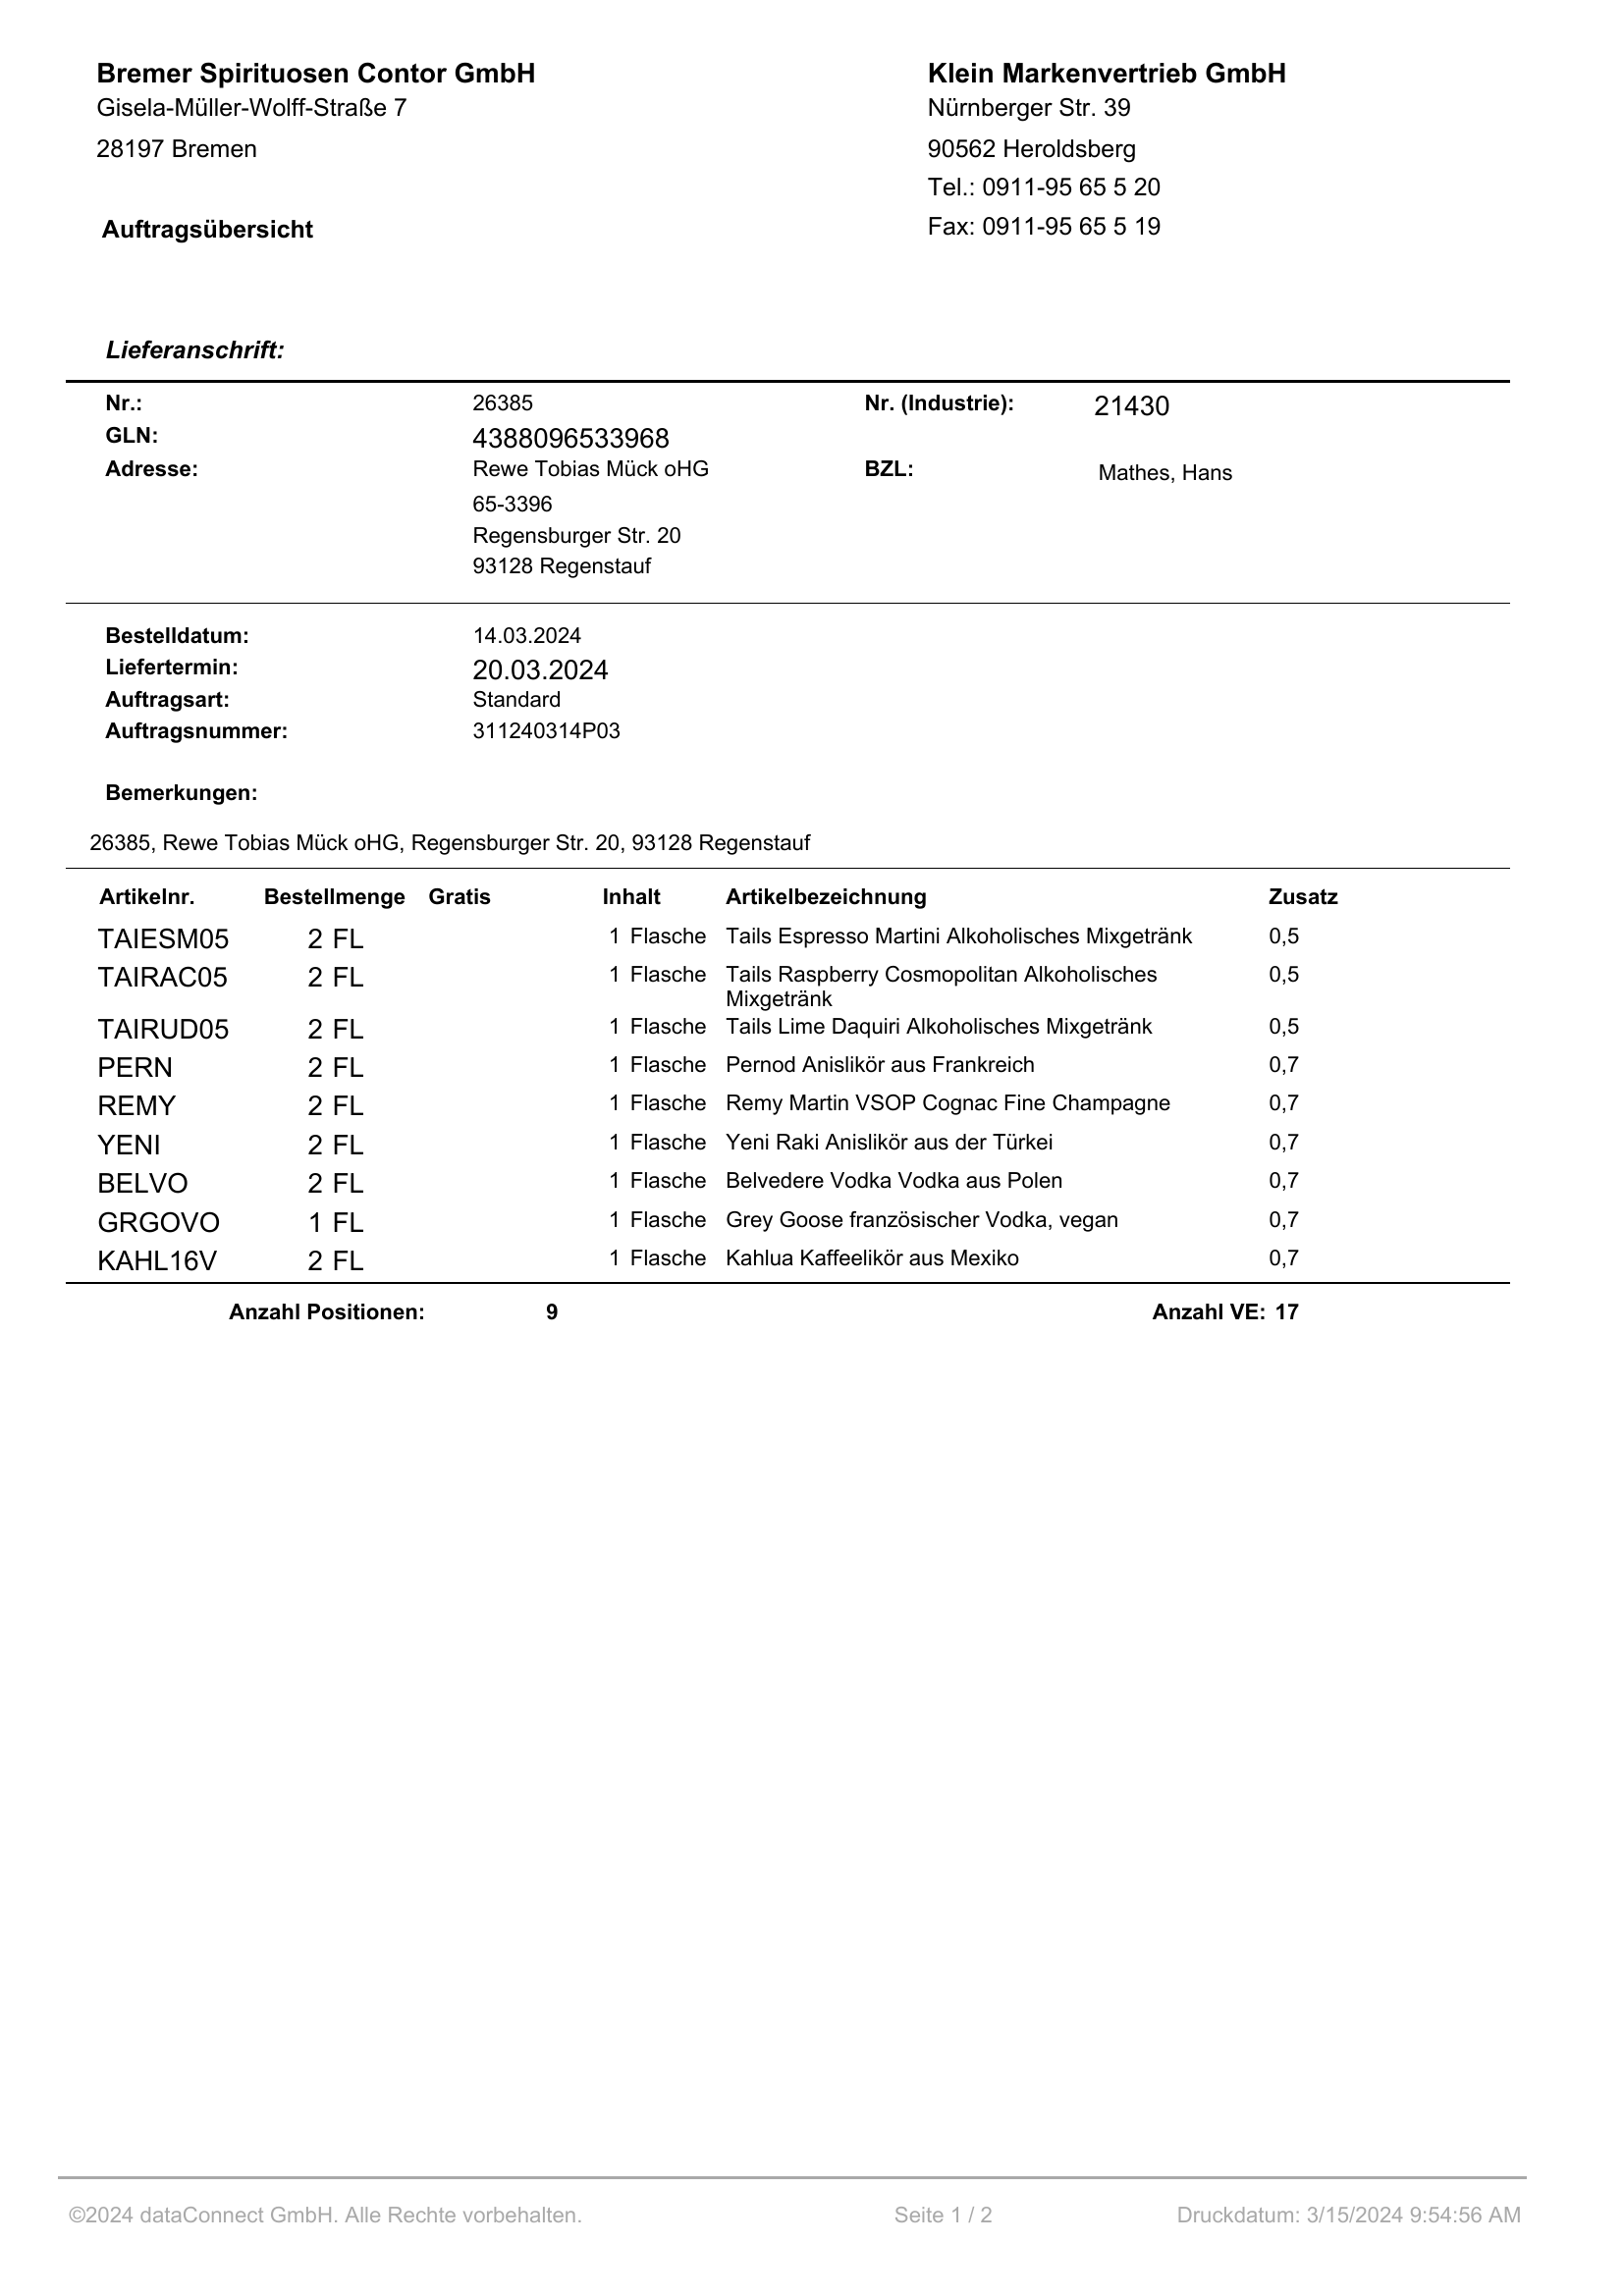 Bremer Spirituosen Contor GmbH
Gisela-Müller-Wolff-Straße 7
28197 Bremen
Auftragsübersicht
Klein Markenvertrieb GmbH
Nürnberger Str. 39
90562 Heroldsberg
Tel.: 0911-95 65 5 20
Fax: 0911-95 65 5 19
Lieferanschrift:
Nr.: 26385 Nr. (Industrie): 21430
GLN: 4388096533968
Adresse: Rewe Tobias Mück oHG BZL: Mathes, Hans
65-3396
Regensburger Str. 20
93128 Regenstauf
Bestelldatum: 14.03.2024
Liefertermin: 20.03.2024
Auftragsart: Standard
Auftragsnummer: 311240314P03
Bemerkungen:
26385, Rewe Tobias Mück oHG, Regensburger Str. 20, 93128 Regenstauf
Artikelnr. Bestellmenge Gratis Inhalt Artikelbezeichnung Zusatz
TAIESM05 2 FL 1 Flasche Tails Espresso Martini Alkoholisches Mixgetränk 0,5
TAIRAC05 2 FL 1 Flasche Tails Raspberry Cosmopolitan Alkoholisches 0,5
Mixgetränk
TAIRUD05 2 FL 1 Flasche Tails Lime Daquiri Alkoholisches Mixgetränk 0,5
PERN 2 FL 1 Flasche Pernod Anislikör aus Frankreich 0,7
REMY 2 FL 1 Flasche Remy Martin VSOP Cognac Fine Champagne 0,7
YENI 2 FL 1 Flasche Yeni Raki Anislikör aus der Türkei 0,7
BELVO 2 FL 1 Flasche Belvedere Vodka Vodka aus Polen 0,7
GRGOVO 1 FL 1 Flasche Grey Goose französischer Vodka, vegan 0,7
KAHL16V 2 FL 1 Flasche Kahlua Kaffeelikör aus Mexiko 0,7
Anzahl Positionen: 9 Anzahl VE: 17
©2024 dataConnect GmbH. Alle Rechte vorbehalten. Seite 1 / 2 Druckdatum: 3/15/2024 9:54:56 AM